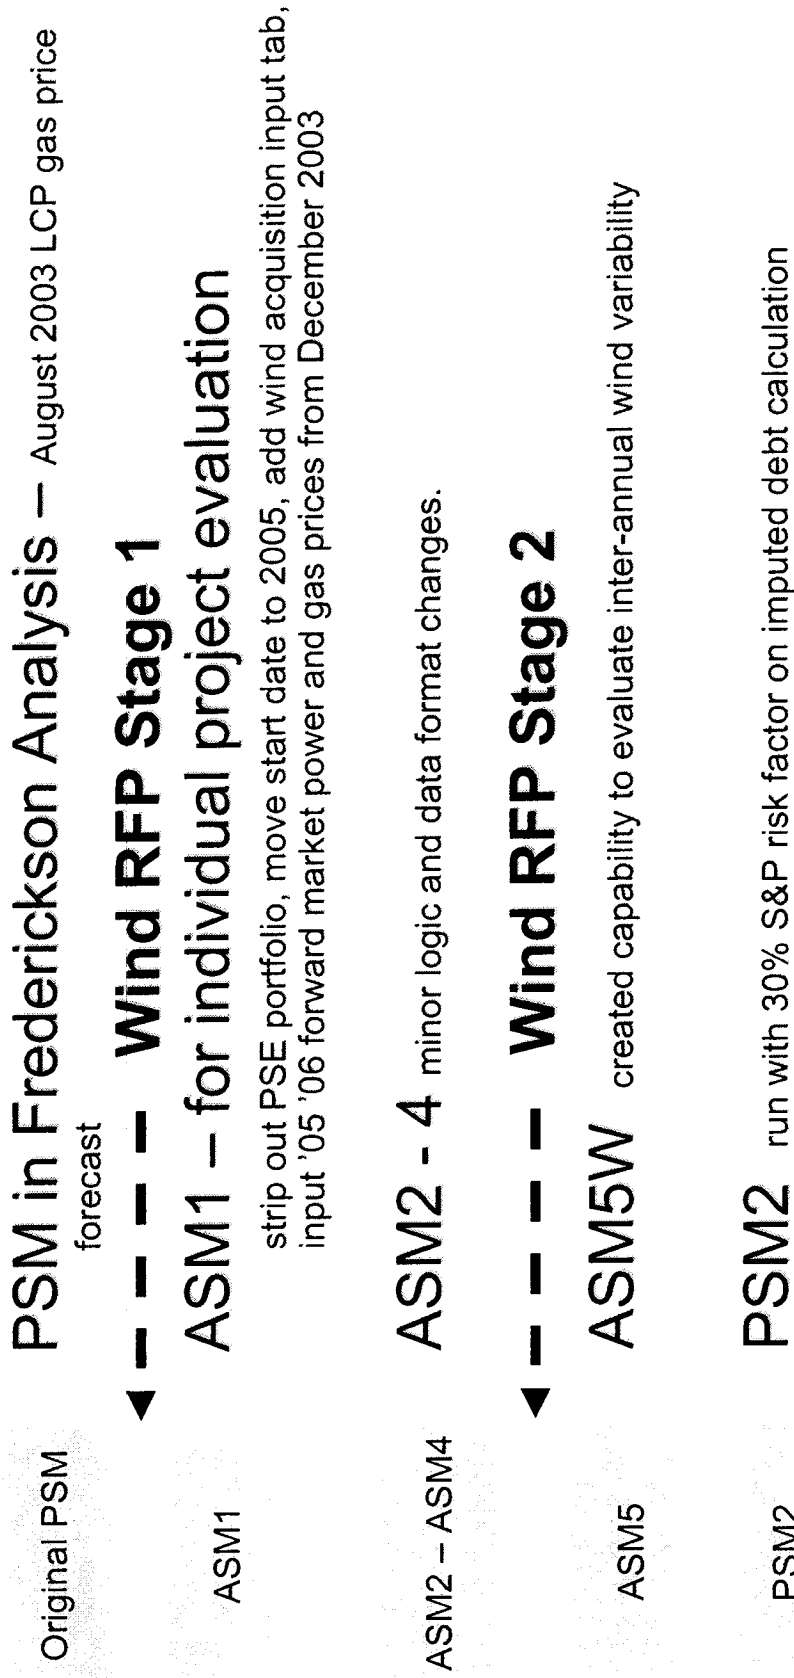 Original PSM
PSM in Frederickson Analysis – August 2003 LCP gas price
forecast
Wind RFP Stage 1
ASM1
ASM1 – for individual project evaluation
strip out PSE portfolio, move start date to 2005, add wind acquisition input tab,
input '05 '06 forward market power and gas prices from December 2003
ASM2 – ASM4
ASM2 - 4 minor logic and data format changes.
Wind RFP Stage 2
ASM5
ASM5W created capability to evaluate inter-annual wind variability
PSM2
PSM2 run with 30% S&P risk factor on imputed debt calculation